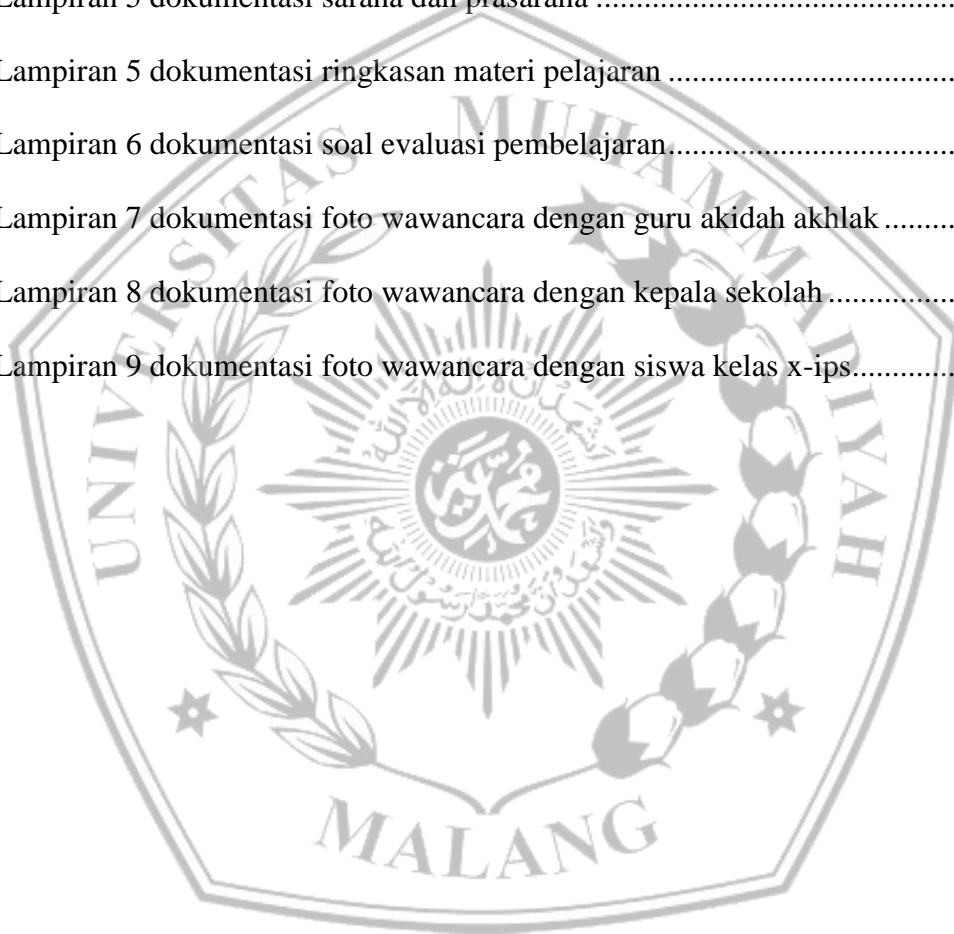 Lampiran dokumentasi sarana dan prasarana ............................................
Lampiran 5 dokumentasi ringkasan materi pelajaran ...................................
Lampiran 6 dokumentasi soal evaluasi pembelajaran...................................
Lampiran 7 dokumentasi foto wawancara dengan guru akidah akhlak .........
Lampiran 8 dokumentasi foto wawancara dengan kepala sekolah ................
Lampiran 9 dokumentasi foto wawancara dengan siswa kelas x-ips.............
UNIVERSITAS MUHAMMADIYAH
MALANG